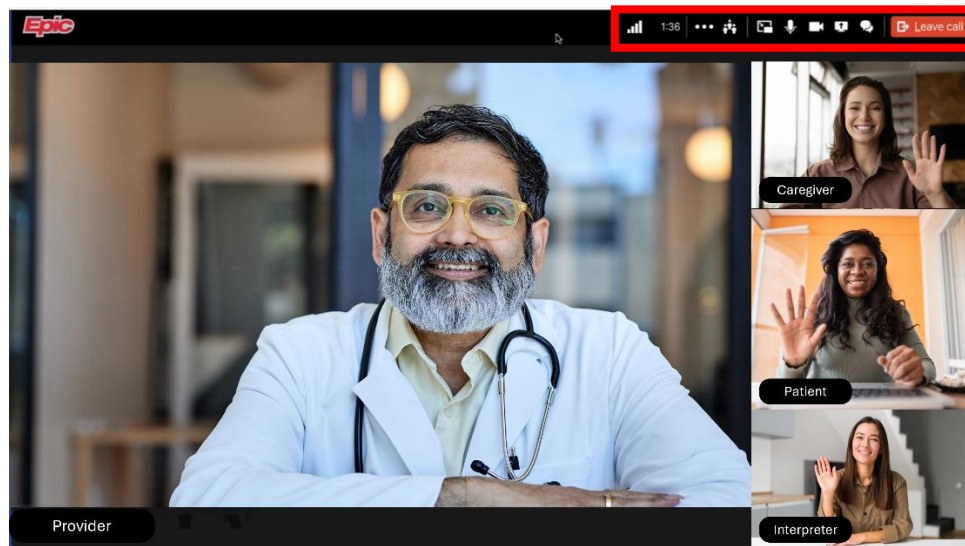 Epic
1:36
Leave call
Caregiver
Patient
Provider
Interpreter